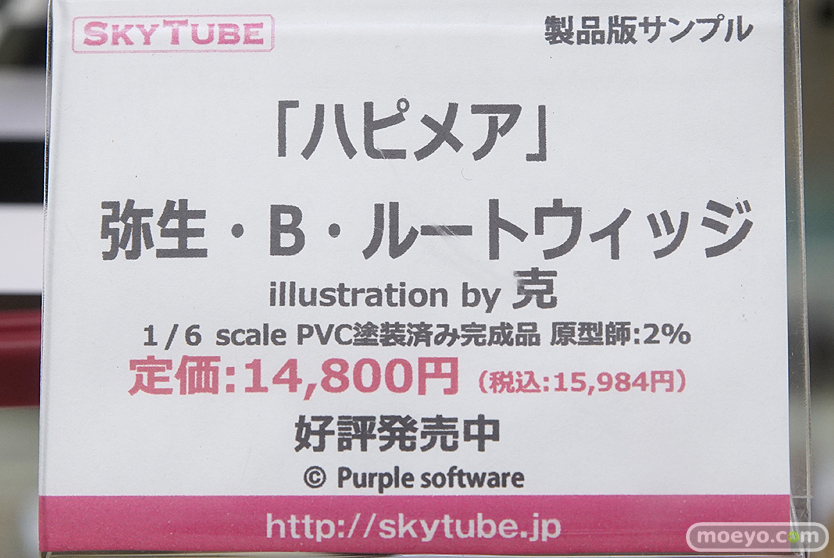 SKYTUBE 製品版サンプル
「ハピメア」
弥生・B・ルートウィッジ
illustration by 克
1/6 scale PVC塗装済み完成品 原型師:2%
定価:14,800円（税込:15,984円）
好評発売中
© Purple software
http://skytube.jp
moeyo.com